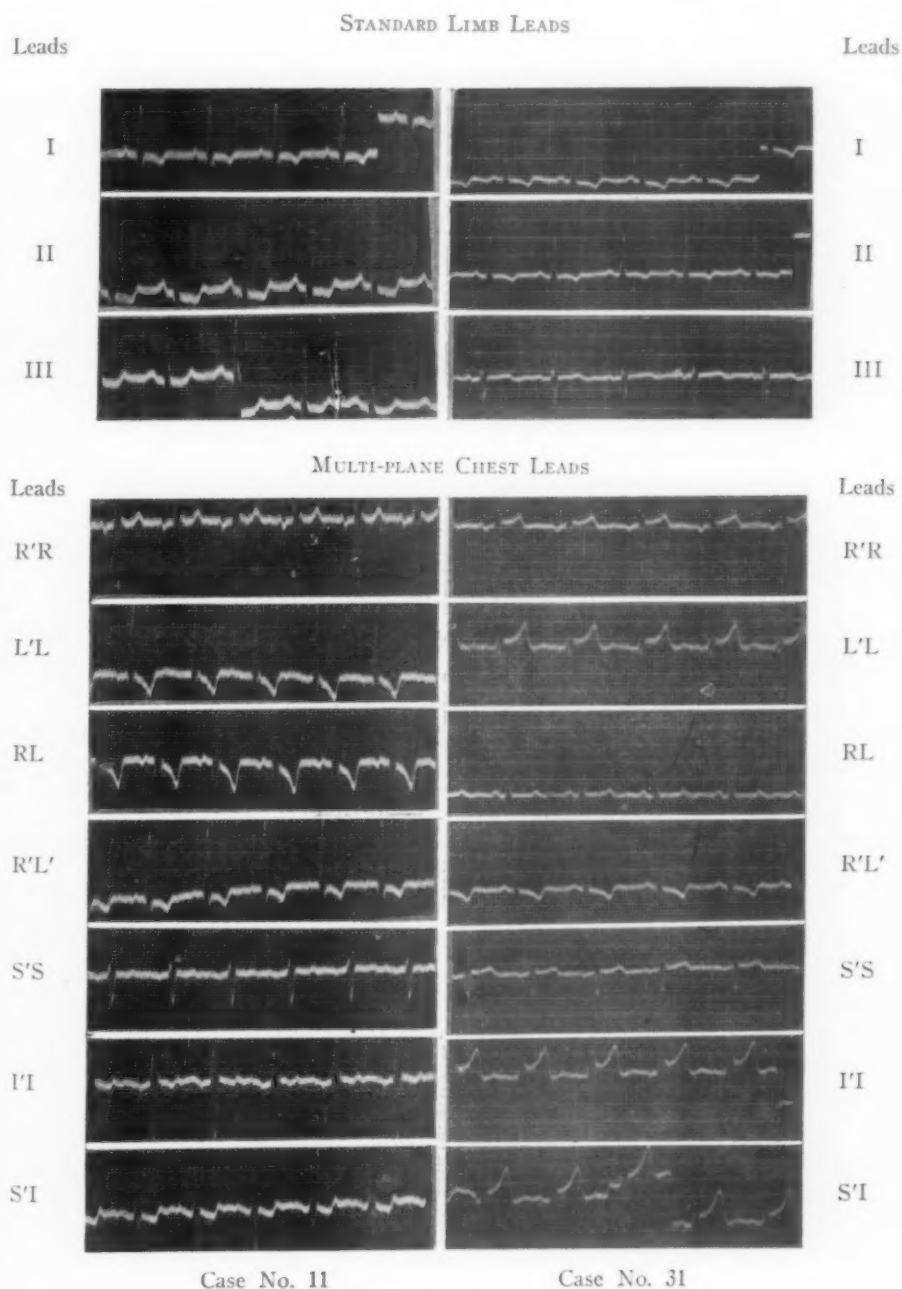 STANDARD LIMB LEADS
Leads Leads
I I
II II
III III
MULTI-PLANE CHEST LEADS
Leads Leads
R'R R'R
L'L L'L
RL RL
R'L' R'L'
S'S S'S
I'I I'I
S'I S'I
Case No. 11 Case No. 31